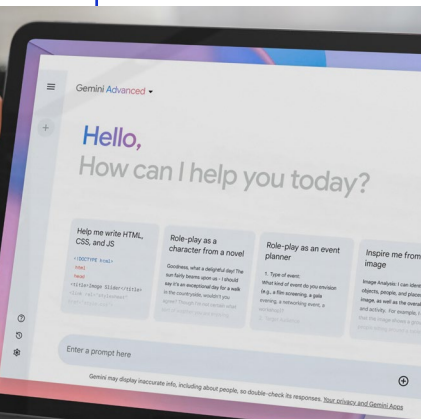 Gemini Advanced
Hello,
How can I help you today?
Help me write HTML,
CSS, and JS
<!DOCTYPE html>
html
head
<title>Image Slider</title>
Role-play as a
character from a novel
Goodness, what a delightful day! The
sun fairly beams upon us - I should
say it's an exceptional day for a walk
in the countryside, wouldn't you
agree?
Role-play as an event
planner
1. Type of event:
What kind of event do you envision
(e.g., a film screening, a gala
evening, a networking event, a
workshop)?
Inspire me from
image
Image Analysis: I can iden
objects, people, and places
image, as well as the overa
and activity. For example, I
Enter a prompt here
Gemini may display inaccurate info, including about people, so double-check its responses. Your privacy and Gemini Apps